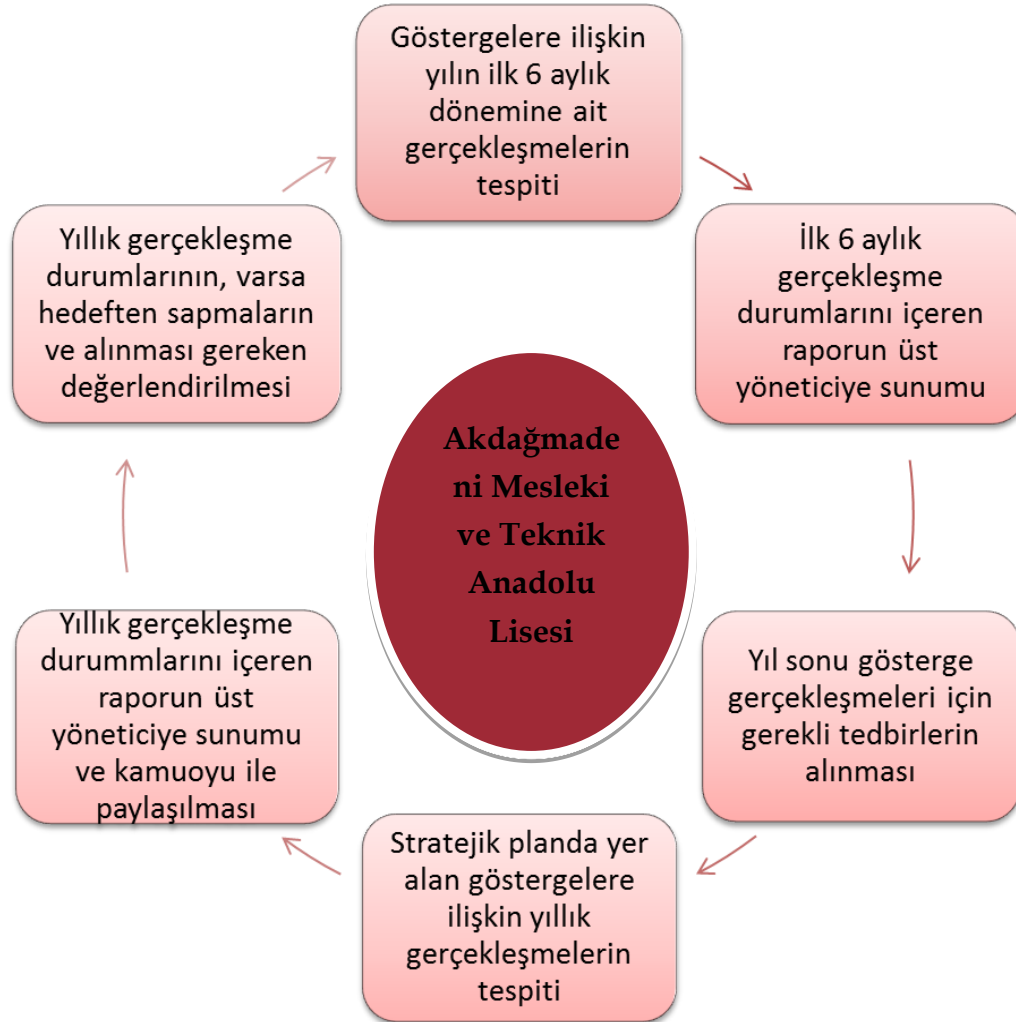 Göstergelere ilişkin
yılın ilk 6 aylık
dönemine ait
gerçekleşmelerin
tespiti
İlk 6 aylık
gerçekleşme
durumlarını içeren
raporun üst
yöneticiye sunumu
Yıl sonu gösterge
gerçekleşmeleri için
gerekli tedbirlerin
alınması
Stratejik planda yer
alan göstergelere
ilişkin yıllık
gerçekleşmelerin
tespiti
Yıllık gerçekleşme
durummlarını içeren
raporun üst
yöneticiye sunumu
ve kamuoyu ile
paylaşılması
Yıllık gerçekleşme
durumlarının, varsa
hedeften sapmaların
ve alınması gereken
değerlendirilmesi
Akdağmade
ni Mesleki
ve Teknik
Anadolu
Lisesi